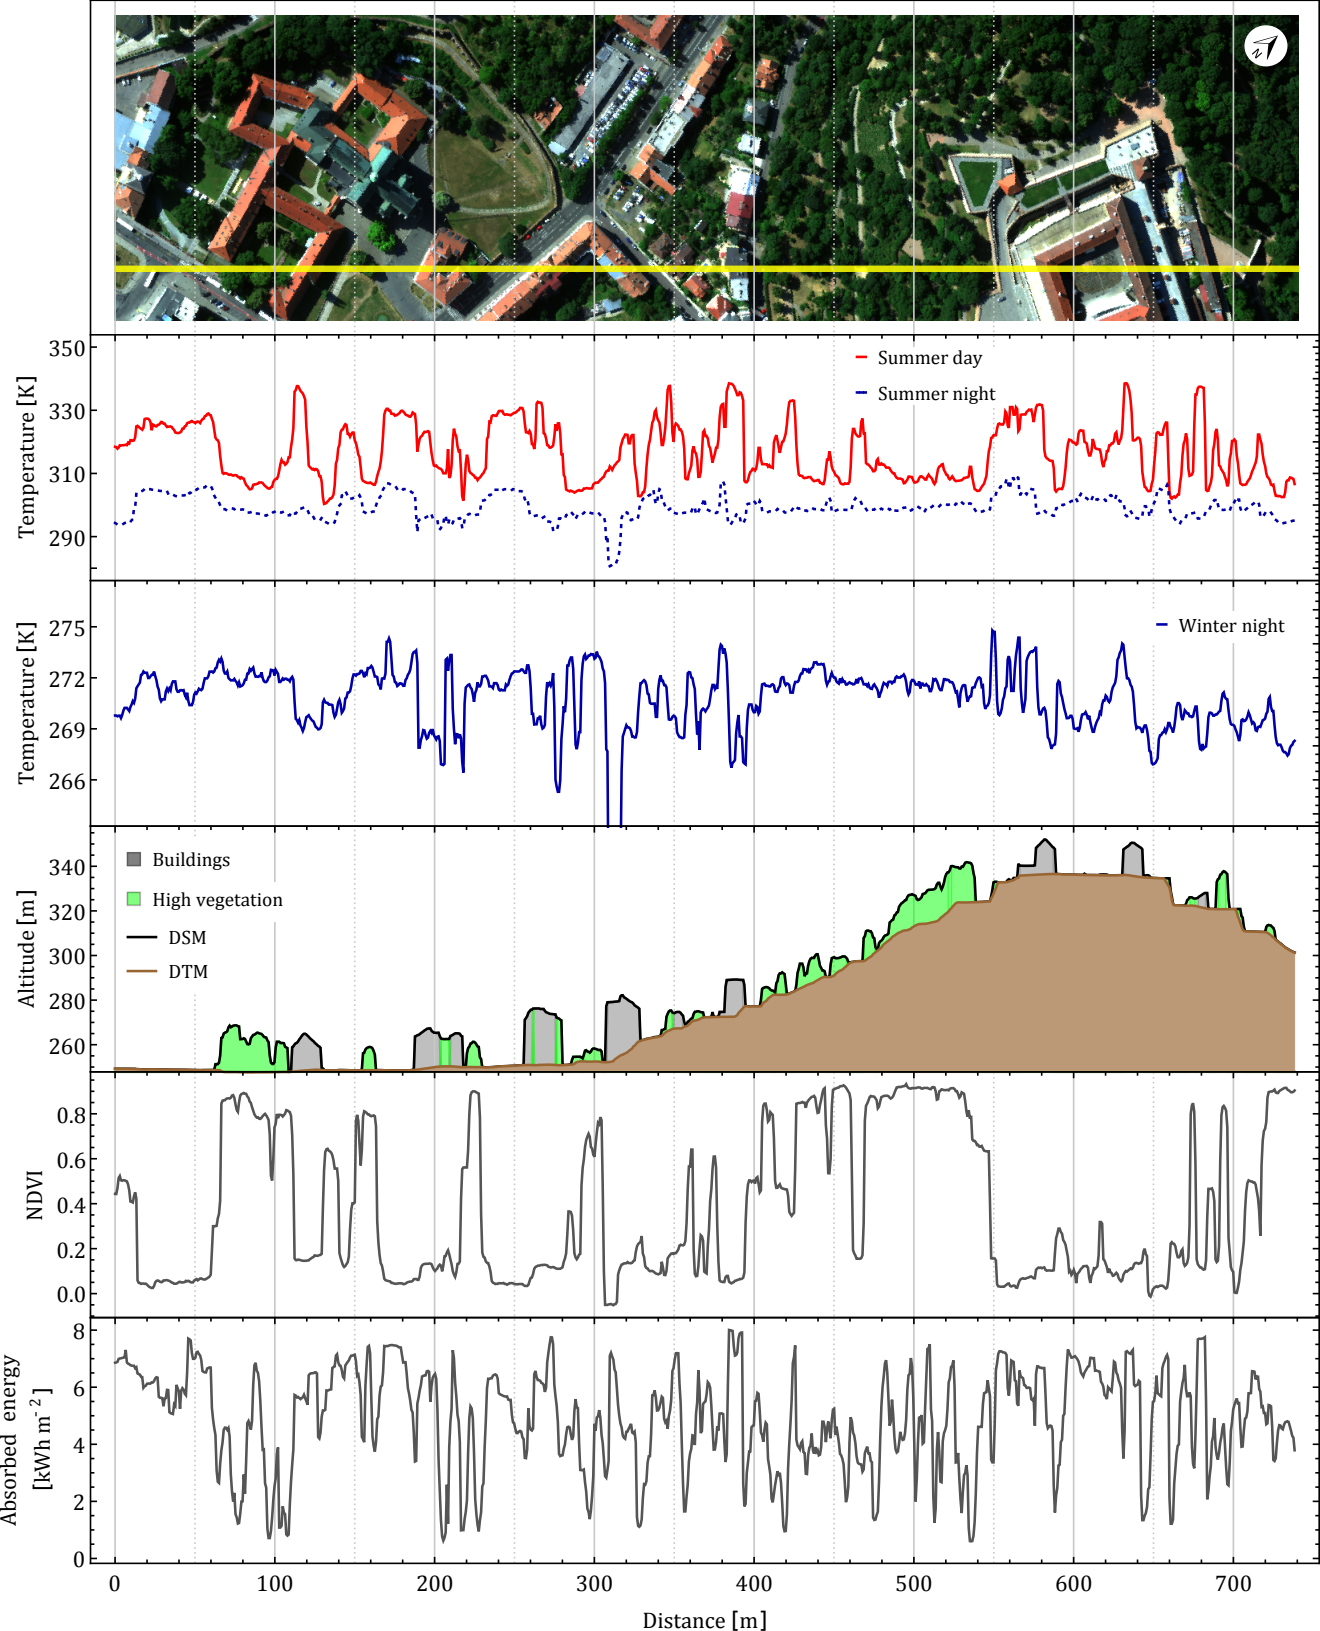 N
350
330
310
290
Temperature [K]
Summer day
Summer night
275
272
269
266
Temperature [K]
Winter night
340
320
300
280
260
Altitude [m]
Buildings
High vegetation
DSM
DTM
0.8
0.6
0.4
0.2
0.0
NDVI
8
6
4
2
0
Absorbed energy
[kWh m⁻²]
0 100 200 300 400 500 600 700
Distance [m]